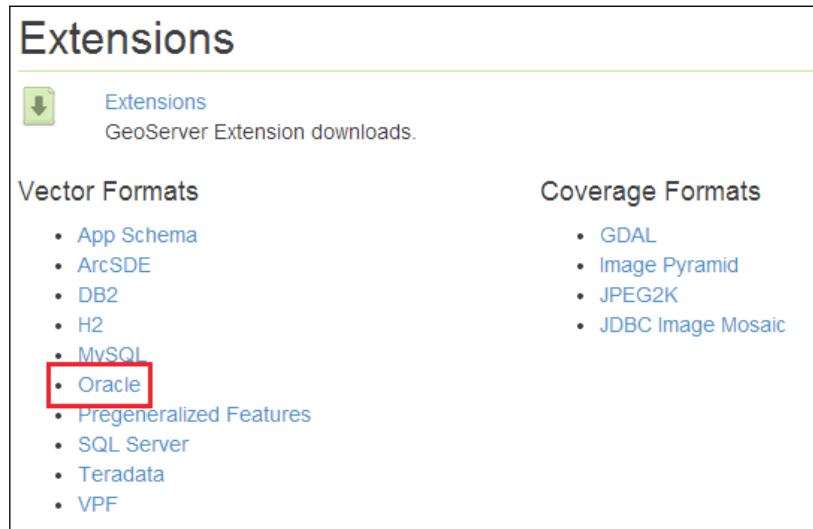 Extensions
Extensions
GeoServer Extension downloads.
Vector Formats
App Schema
ArcSDE
DB2
H2
MySQL
Oracle
Pregeneralized Features
SQL Server
Teradata
VPF
Coverage Formats
GDAL
Image Pyramid
JPEG2K
JDBC Image Mosaic